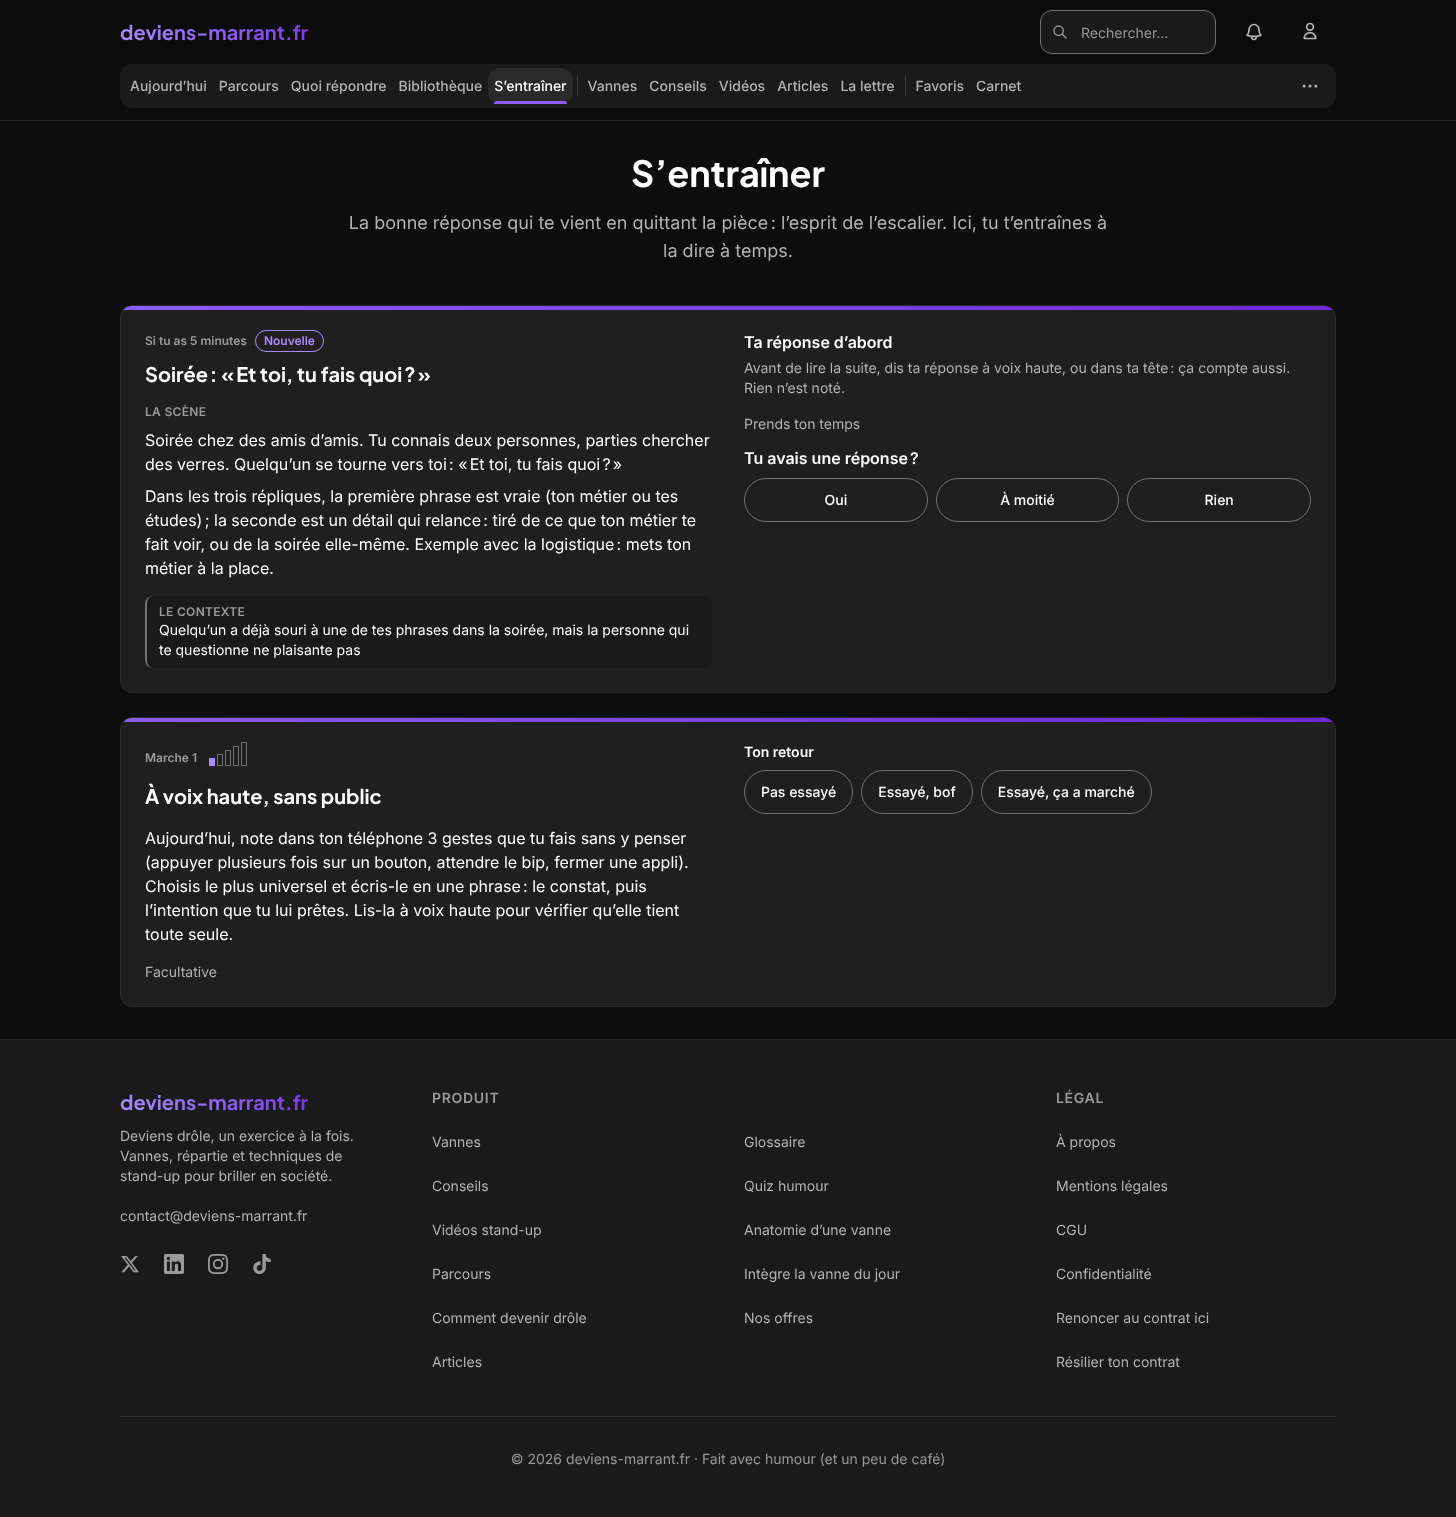 deviens-marrant.fr
Rechercher...
Aujourd’hui Parcours Quoi répondre Bibliothèque S’entraîner Vannes Conseils Vidéos Articles La lettre Favoris Carnet
S’entraîner
La bonne réponse qui te vient en quittant la pièce : l’esprit de l’escalier. Ici, tu t’entraînes à
la dire à temps.
Si tu as 5 minutes Nouvelle
Soirée : « Et toi, tu fais quoi ? »
LA SCÈNE
Soirée chez des amis d’amis. Tu connais deux personnes, parties chercher
des verres. Quelqu’un se tourne vers toi : « Et toi, tu fais quoi ? »
Dans les trois répliques, la première phrase est vraie (ton métier ou tes
études) ; la seconde est un détail qui relance : tiré de ce que ton métier te
fait voir, ou de la soirée elle-même. Exemple avec la logistique : mets ton
métier à la place.
LE CONTEXTE
Quelqu’un a déjà souri à une de tes phrases dans la soirée, mais la personne qui
te questionne ne plaisante pas
Ta réponse d’abord
Avant de lire la suite, dis ta réponse à voix haute, ou dans ta tête : ça compte aussi.
Rien n’est noté.
Prends ton temps
Tu avais une réponse ?
Oui À moitié Rien
Marche 1
À voix haute, sans public
Aujourd’hui, note dans ton téléphone 3 gestes que tu fais sans y penser
(appuyer plusieurs fois sur un bouton, attendre le bip, fermer une appli).
Choisis le plus universel et écris-le en une phrase : le constat, puis
l’intention que tu lui prêtes. Lis-la à voix haute pour vérifier qu’elle tient
toute seule.
Facultative
Ton retour
Pas essayé Essayé, bof Essayé, ça a marché
deviens-marrant.fr
Deviens drôle, un exercice à la fois.
Vannes, répartie et techniques de
stand-up pour briller en société.
contact@deviens-marrant.fr
PRODUIT
Vannes
Conseils
Vidéos stand-up
Parcours
Comment devenir drôle
Articles
Glossaire
Quiz humour
Anatomie d’une vanne
Intègre la vanne du jour
Nos offres
LÉGAL
À propos
Mentions légales
CGU
Confidentialité
Renoncer au contrat ici
Résilier ton contrat
© 2026 deviens-marrant.fr · Fait avec humour (et un peu de café)